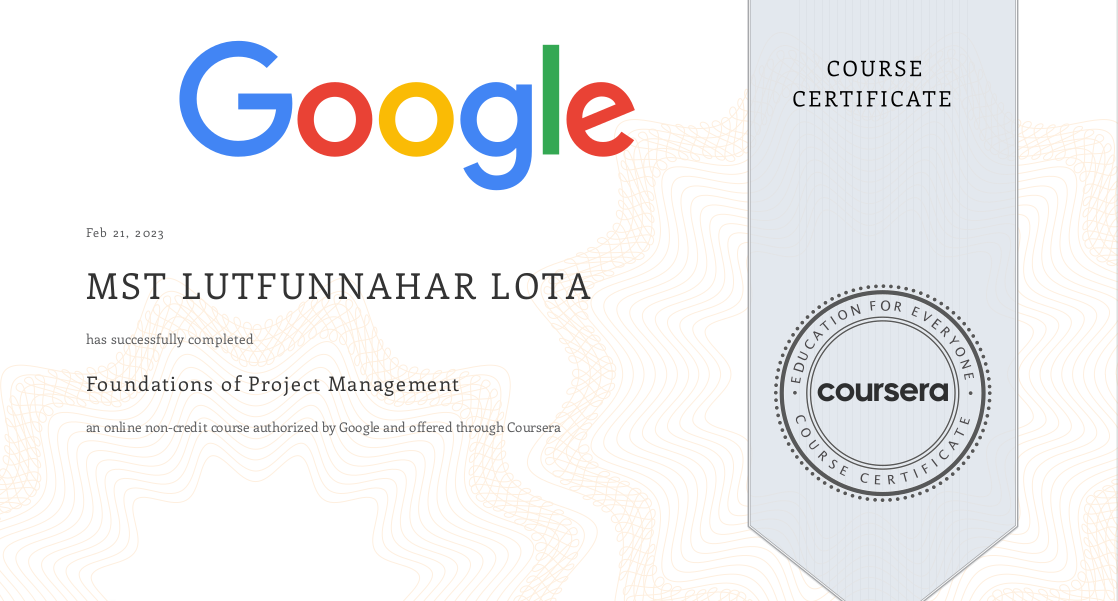 Google
COURSE
CERTIFICATE
Feb 21, 2023
MST LUTFUNNAHAR LOTA
has successfully completed
Foundations of Project Management
an online non-credit course authorized by Google and offered through Coursera
EDUCATION FOR EVERYONE
coursera
COURSE CERTIFICATE